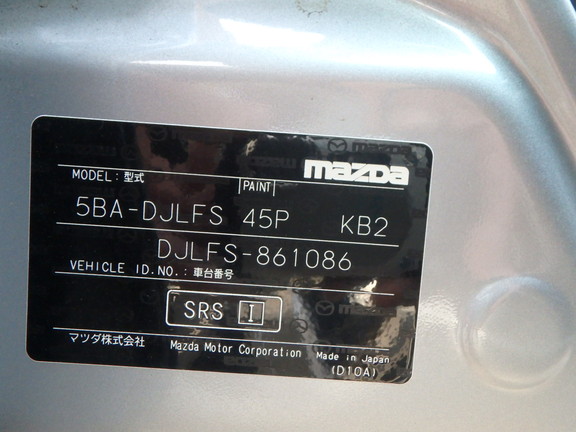 mazda
MODEL:型式 PAINT
5BA-DJLFS 45P KB2
DJLFS-861086
VEHICLE ID.NO.:車台番号
SRS I
マツダ株式会社 Mazda Motor Corporation Made in Japan
(D10A)